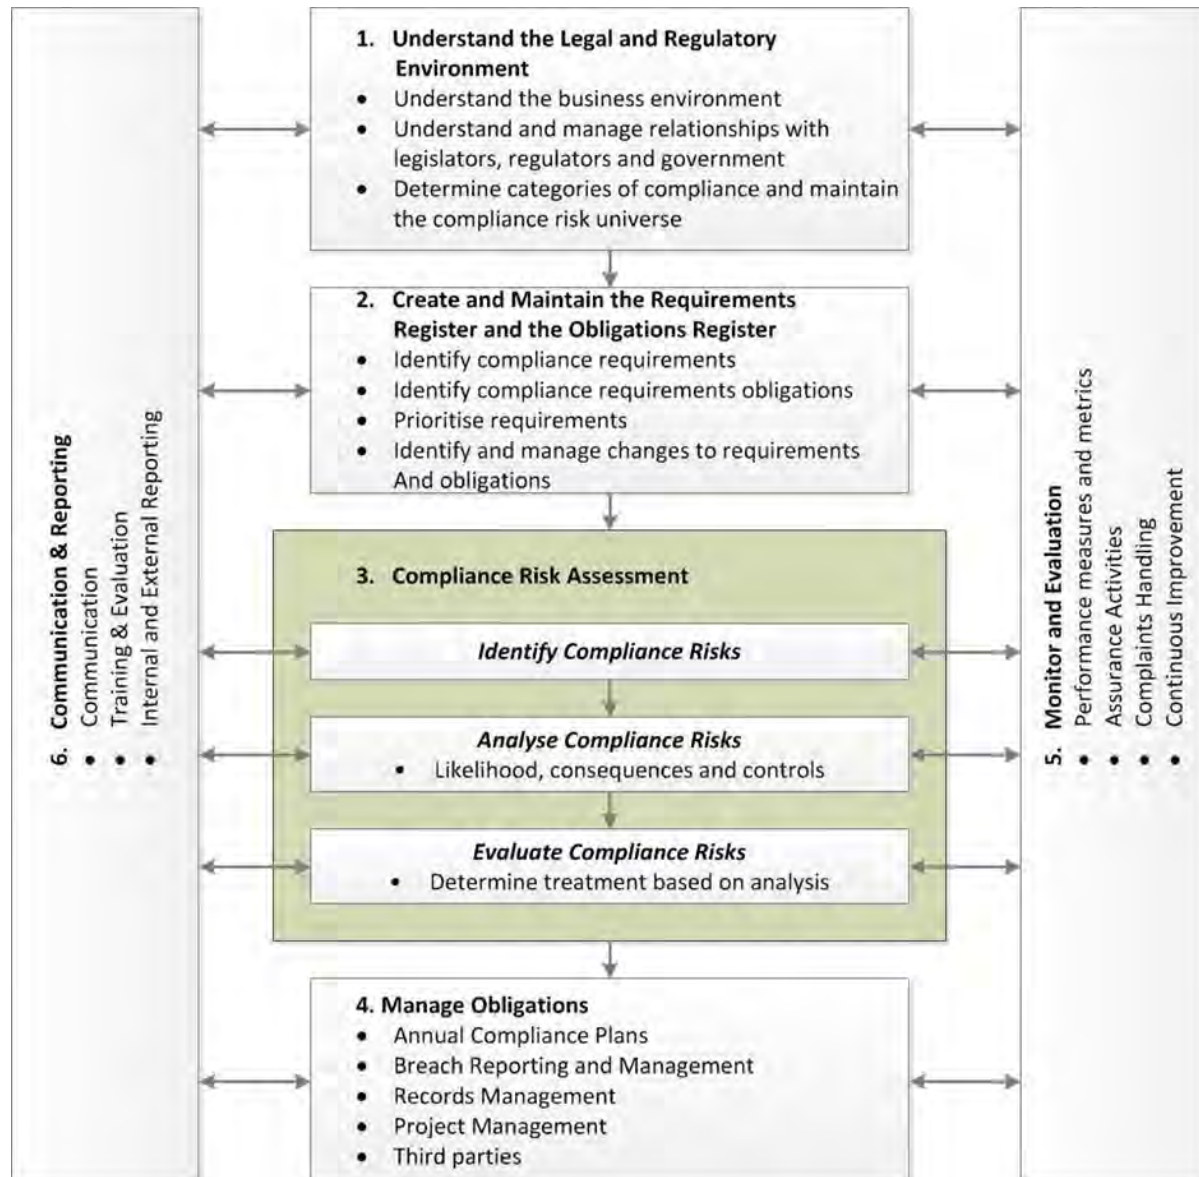 1. Understand the Legal and Regulatory
Environment
• Understand the business environment
• Understand and manage relationships with
legislators, regulators and government
• Determine categories of compliance and maintain
the compliance risk universe
2. Create and Maintain the Requirements
Register and the Obligations Register
• Identify compliance requirements
• Identify compliance requirements obligations
• Prioritise requirements
• Identify and manage changes to requirements
And obligations
3. Compliance Risk Assessment
Identify Compliance Risks
Analyse Compliance Risks
• Likelihood, consequences and controls
Evaluate Compliance Risks
• Determine treatment based on analysis
4. Manage Obligations
• Annual Compliance Plans
• Breach Reporting and Management
• Records Management
• Project Management
• Third parties
5. Monitor and Evaluation
• Performance measures and metrics
• Assurance Activities
• Complaints Handling
• Continuous Improvement
6. Communication & Reporting
• Communication
• Training & Evaluation
• Internal and External Reporting